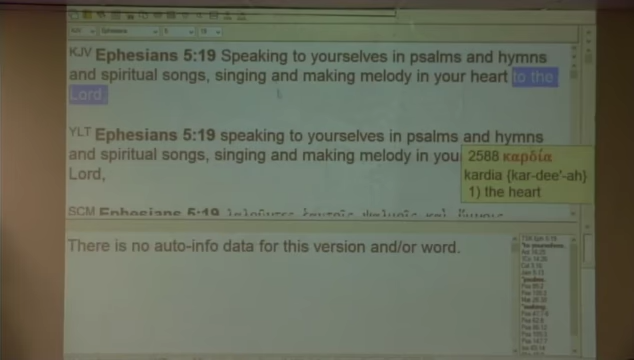 KJV Ephesians 5:19 Speaking to yourselves in psalms and hymns
and spiritual songs, singing and making melody in your heart to the
Lord.
YLT Ephesians 5:19 speaking to yourselves in psalms and hymns
and spiritual songs, singing and making melody in you
Lord,
2588 καρδία
kardia {kar-dee'-ah}
1) the heart
SCM Ephesians 5:19
There is no auto-info data for this version and/or word.